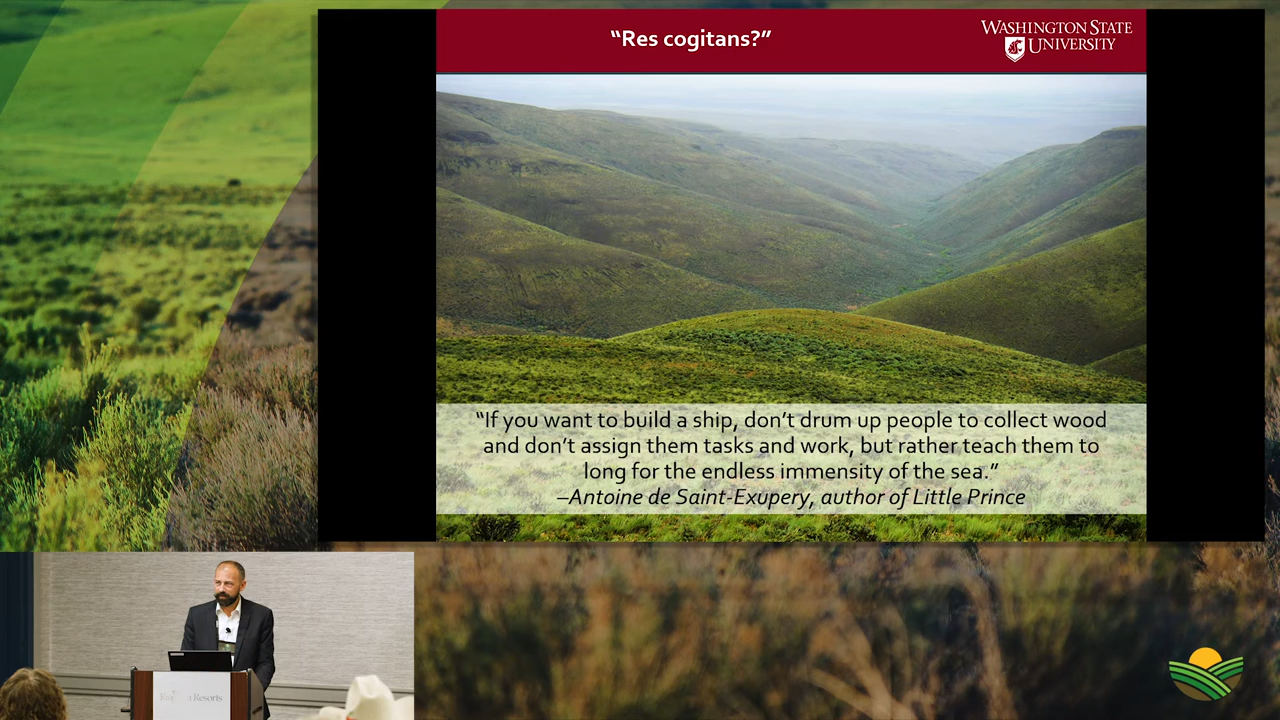 “Res cogitans?”
WASHINGTON STATE
UNIVERSITY
“If you want to build a ship, don’t drum up people to collect wood
and don’t assign them tasks and work, but rather teach them to
long for the endless immensity of the sea.”
–Antoine de Saint-Exupery, author of Little Prince
Resorts